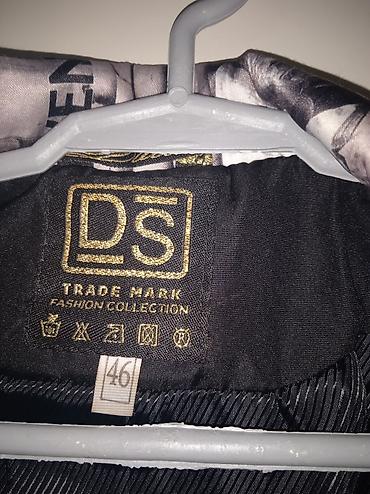 DS
TRADE MARK
FASHION COLLECTION
46